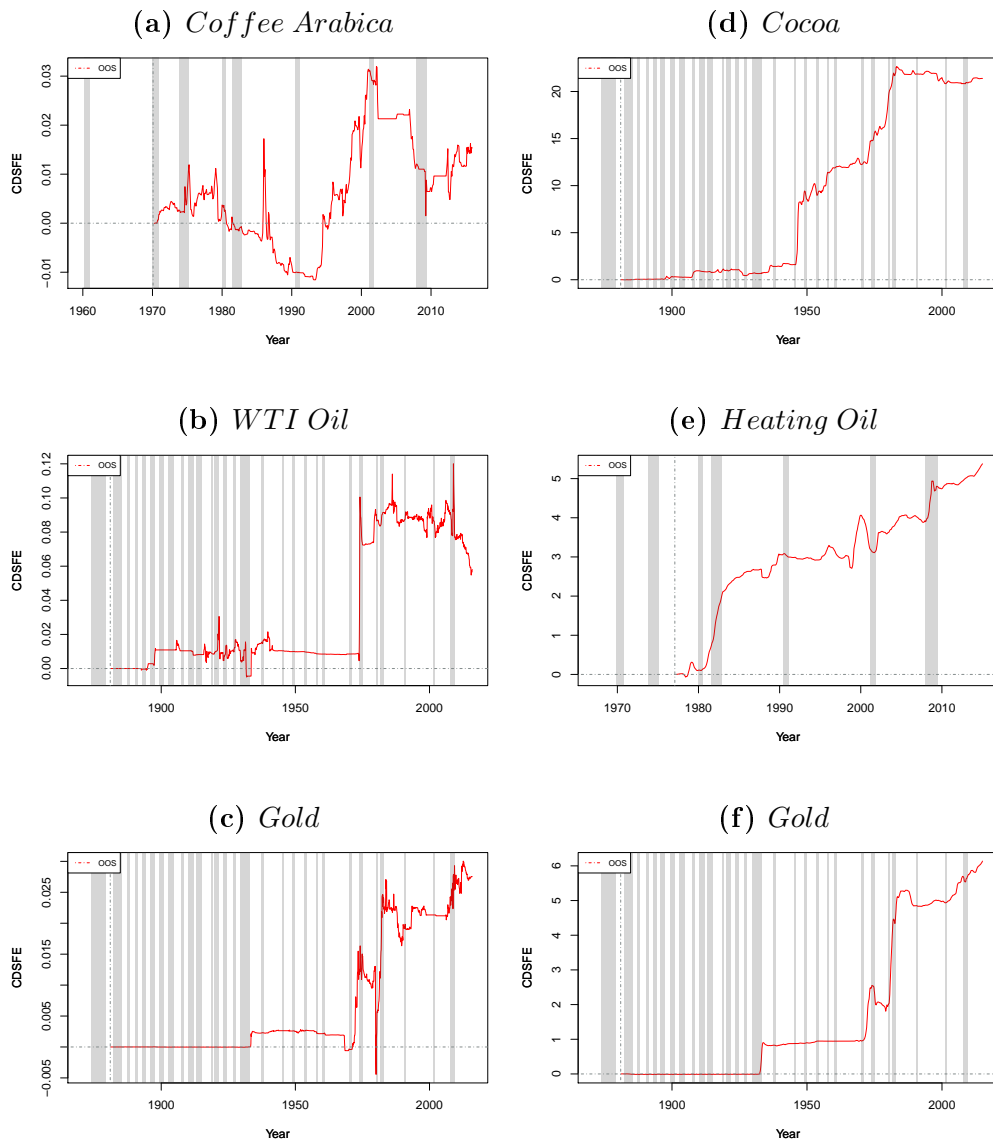 (a) Coffee Arabica
OOS
CDSFE
−0.01 0.00 0.01 0.02 0.03
1960 1970 1980 1990 2000 2010
Year
(d) Cocoa
OOS
CDSFE
0 5 10 15 20
1900 1950 2000
Year
(b) WTI Oil
OOS
CDSFE
0.00 0.02 0.04 0.06 0.08 0.10 0.12
1900 1950 2000
Year
(e) Heating Oil
OOS
CDSFE
0 1 2 3 4 5
1970 1980 1990 2000 2010
Year
(c) Gold
OOS
CDSFE
−0.005 0.005 0.015 0.025
1900 1950 2000
Year
(f) Gold
OOS
CDSFE
0 1 2 3 4 5 6
1900 1950 2000
Year